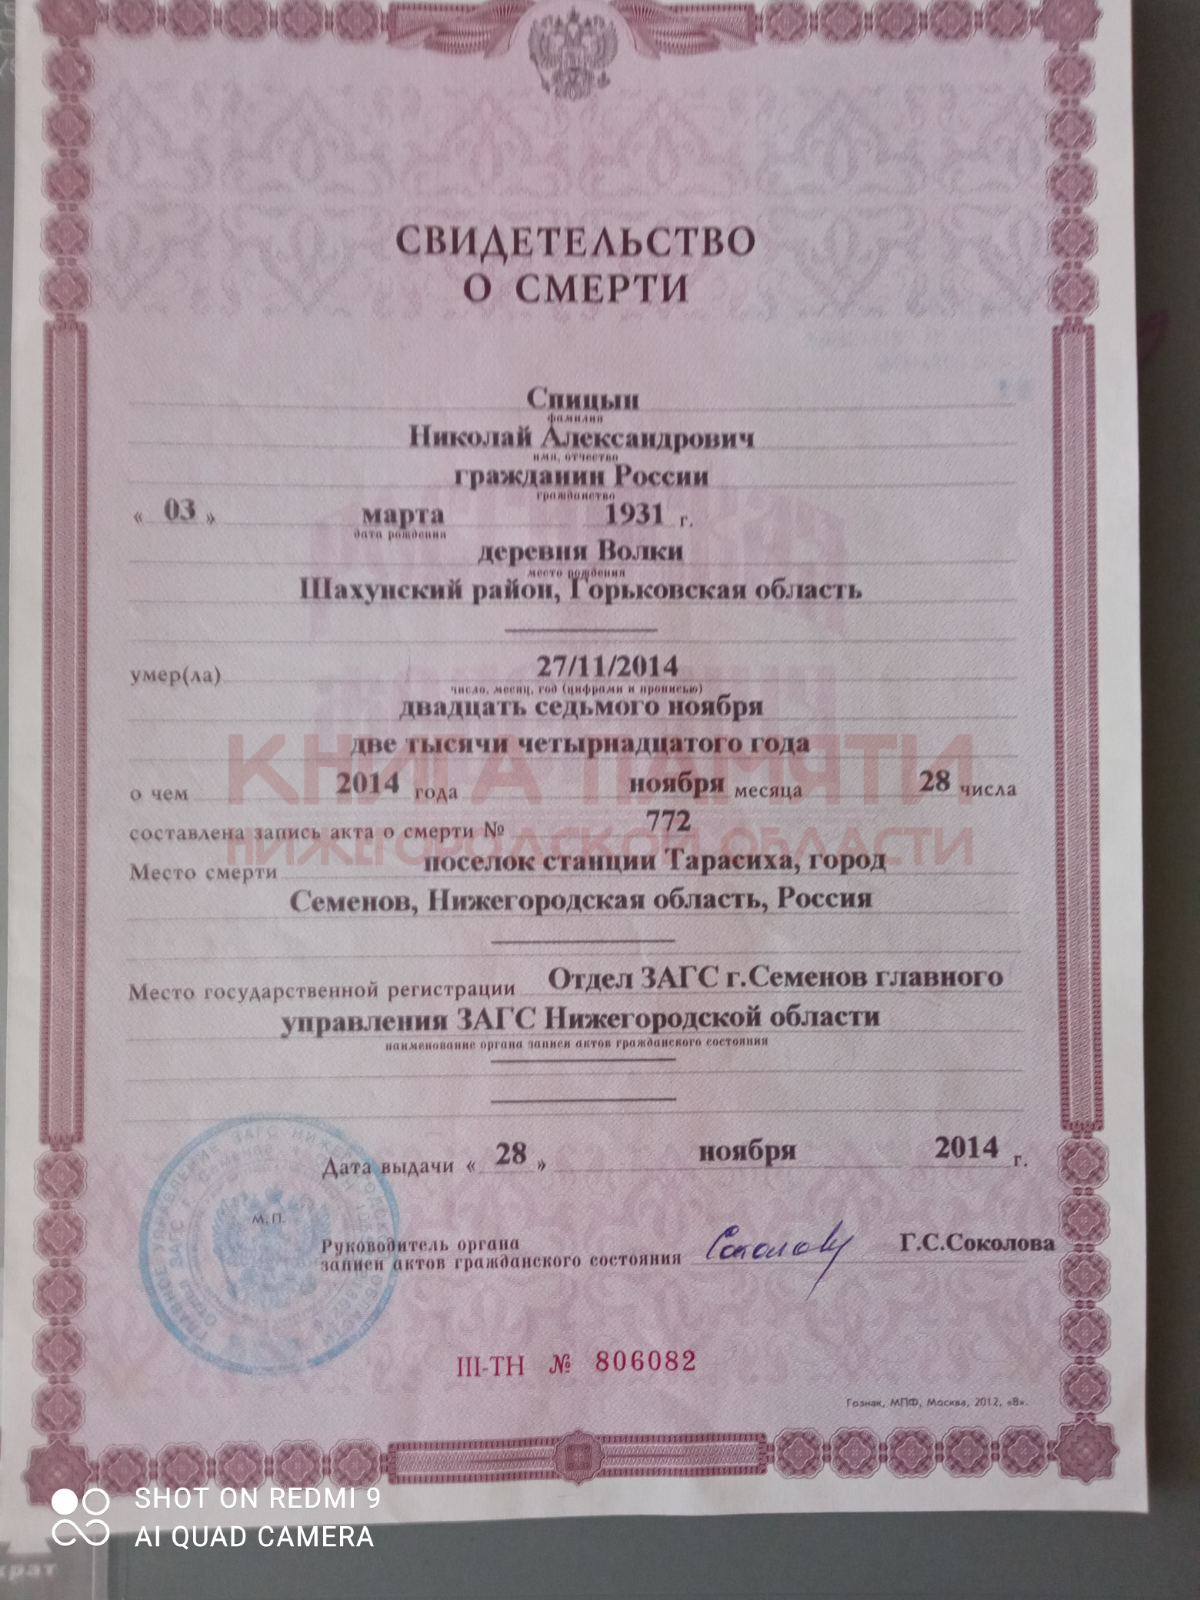 СВИДЕТЕЛЬСТВО
О СМЕРТИ
Спицын
фамилия
Николай Александрович
имя, отчество
гражданин России
гражданство
« 03 » марта 1931 г.
дата рождения
деревня Волки
место рождения
Шахунский район, Горьковская область
умер(ла) 27/11/2014
число, месяц, год (цифрами и прописью)
двадцать седьмого ноября
две тысячи четырнадцатого года
КНИГА ПАМЯТИ
о чем 2014 года ноября месяца 28 числа
составлена запись акта о смерти № 772
НИЖЕГОРОДСКОЙ ОБЛАСТИ
Место смерти поселок станции Тарасиха, город
Семенов, Нижегородская область, Россия
Место государственной регистрации Отдел ЗАГС г.Семенов главного
управления ЗАГС Нижегородской области
наименование органа записи актов гражданского состояния
Дата выдачи « 28 » ноября 2014 г.
М.П.
Руководитель органа
записи актов гражданского состояния Г.С.Соколова
III-ТН № 806082
Гознак, МПФ, Москва, 2012, «В».
SHOT ON REDMI 9
AI QUAD CAMERA
крат